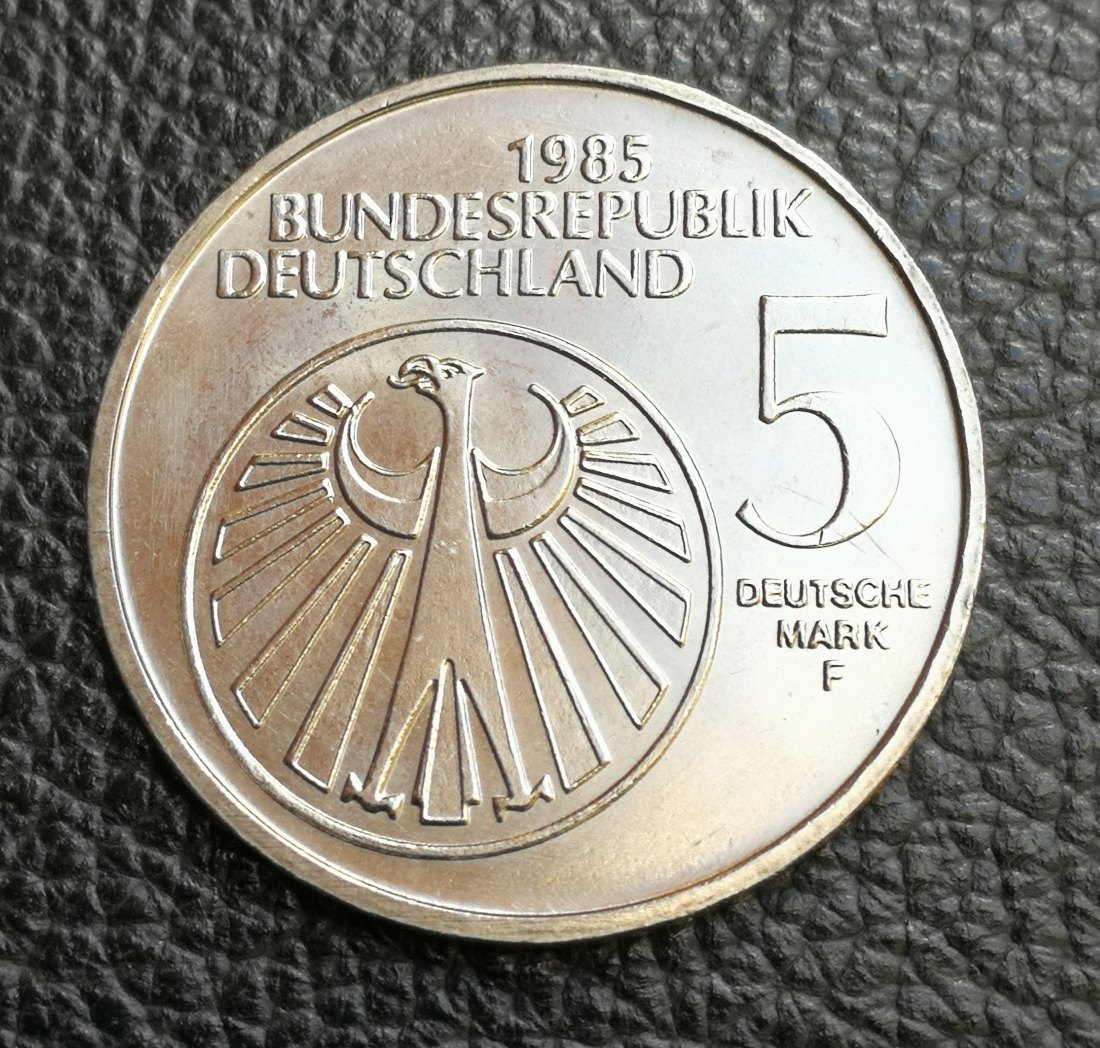 1985
BUNDESREPUBLIK
DEUTSCHLAND
5
DEUTSCHE
MARK
F